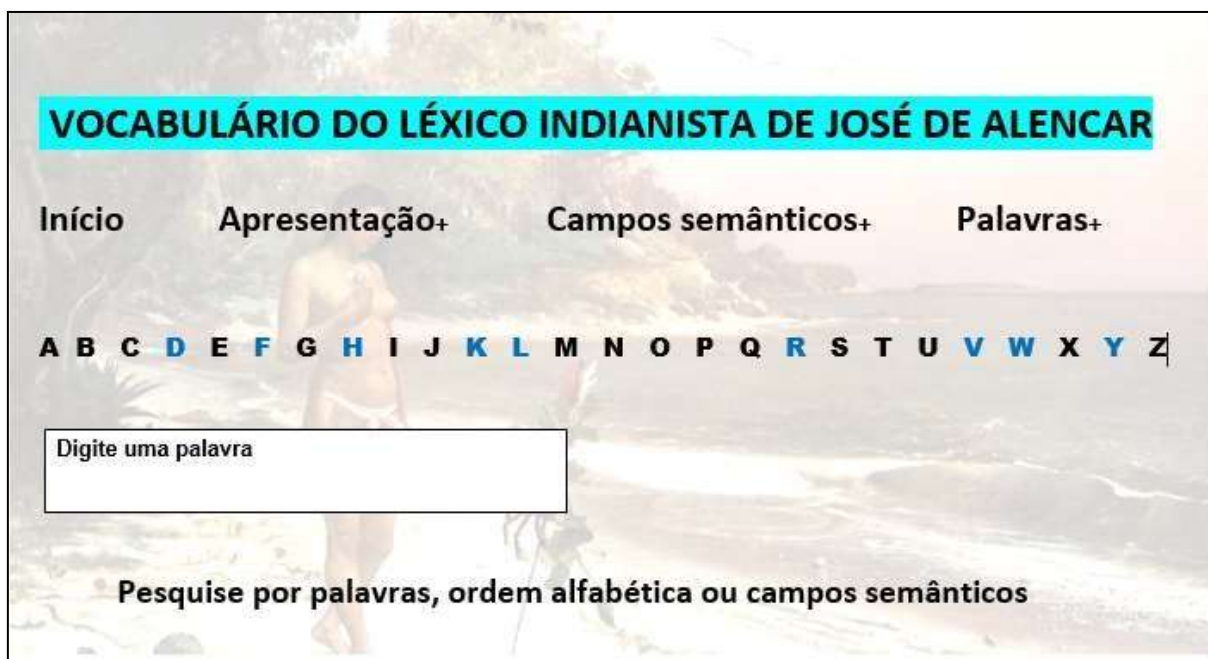 VOCABULÁRIO DO LÉXICO INDIANISTA DE JOSÉ DE ALENCAR
Início Apresentação+ Campos semânticos+ Palavras+
A B C D E F G H I J K L M N O P Q R S T U V W X Y Z
Digite uma palavra
Pesquise por palavras, ordem alfabética ou campos semânticos